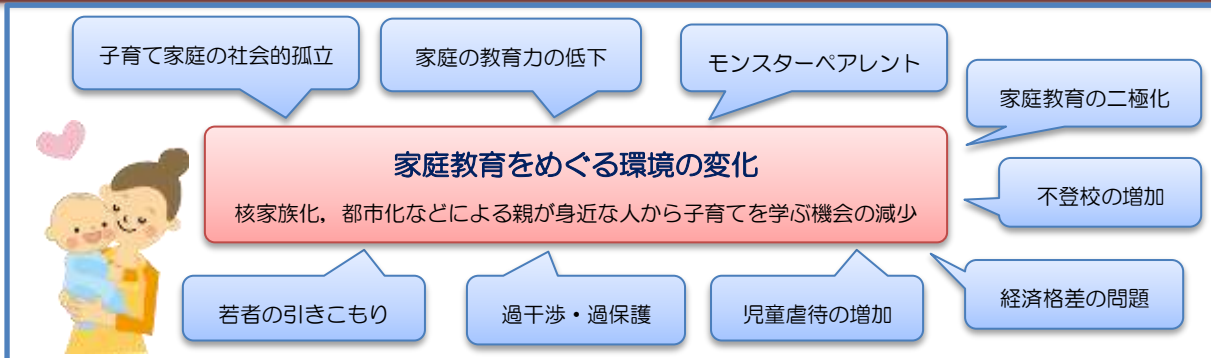 子育て家庭の社会的孤立
家庭の教育力の低下
モンスターペアレント
家庭教育の二極化
家庭教育をめぐる環境の変化
核家族化，都市化などによる親が身近な人から子育てを学ぶ機会の減少
不登校の増加
若者の引きこもり
過干渉・過保護
児童虐待の増加
経済格差の問題